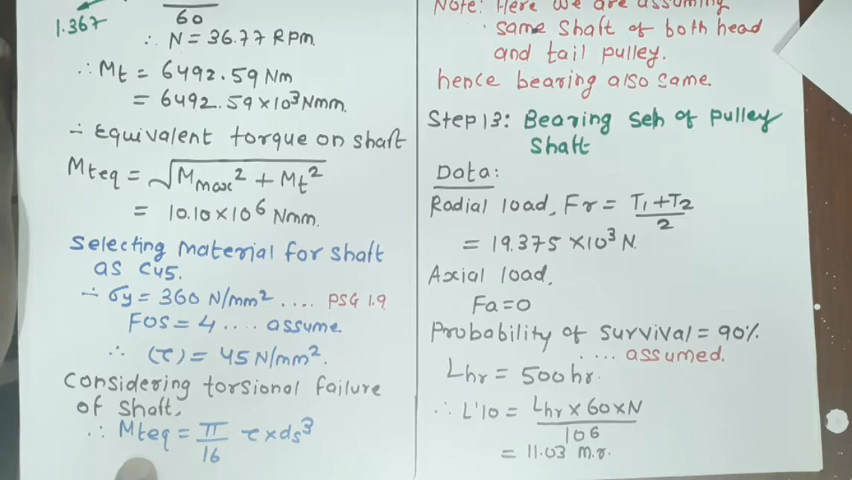 60
1.367
∴ N = 36.77 RPm.
∴ Mt = 6492.59 Nm
= 6492.59×10³ Nmm.
∴ Equivalent torque on shaft
Mteq = √Mmax² + Mt²
= 10.10×10⁶ Nmm.
Selecting material for shaft
as C45.
∴ σy = 360 N/mm² .... PSG 1.9
FOS = 4 .... assume
∴ (τ) = 45 N/mm².
Considering torsional failure
of shaft,
∴ Mteq = π/16 τ×ds³
Note: Here we are assuming
same shaft of both head
and tail pulley.
hence bearing also same.
Step 13: Bearing seln of pulley
shaft
Data:
Radial load, Fr = T1+T2/2
= 19.375 ×10³ N.
Axial load,
Fa=0
Probability of survival = 90%
.... assumed.
Lhr = 500hr.
∴ L'10 = Lhr×60×N/106
= 11.03 m.r.